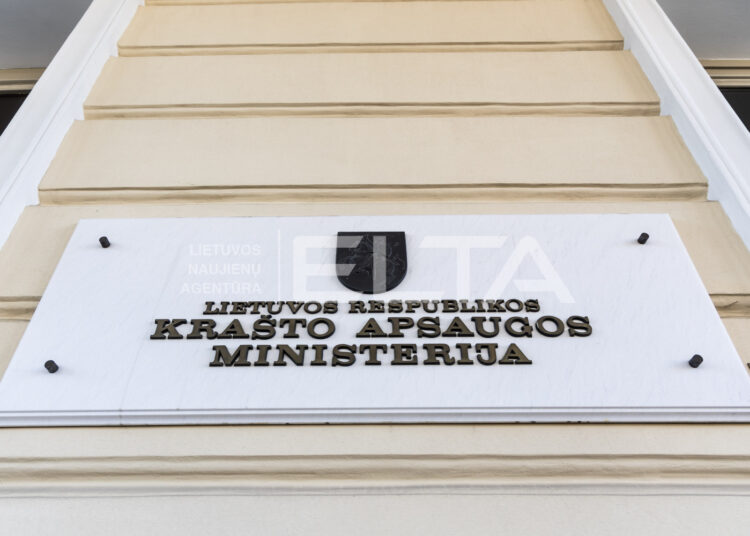 LIETUVOS
NAUJIENŲ
AGENTŪRA
ELTA
LIETUVOS RESPUBLIKOS
KRAŠTO APSAUGOS
MINISTERIJA